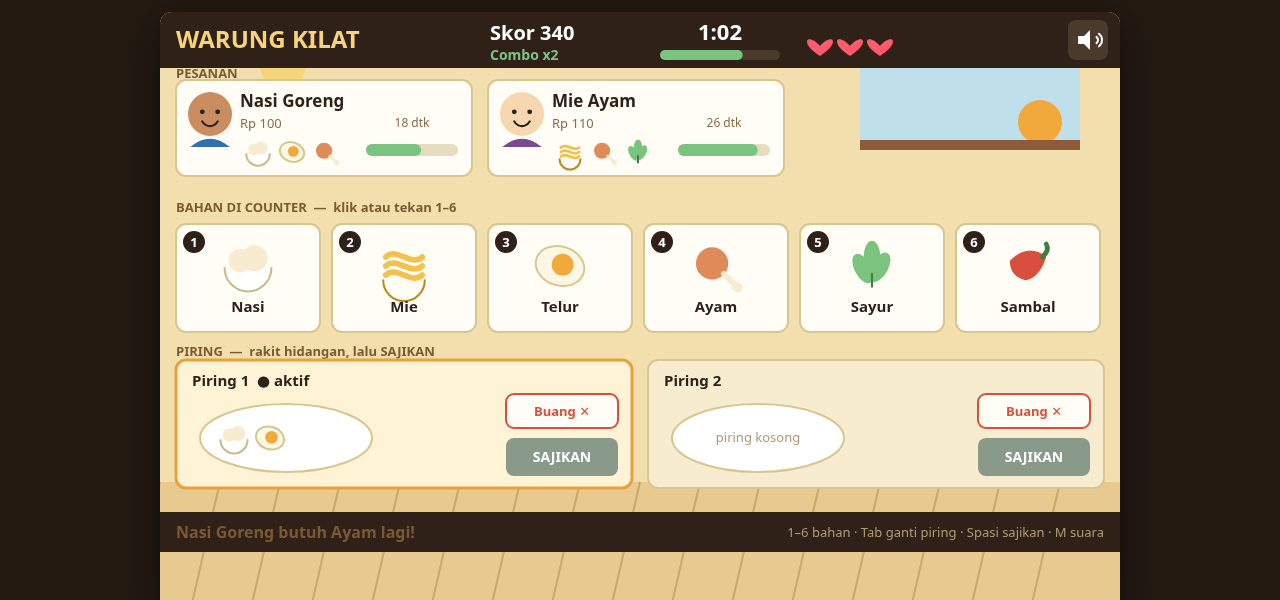 WARUNG KILAT
Skor 340
Combo x2
1:02
PESANAN
Nasi Goreng
Rp 100
18 dtk
Mie Ayam
Rp 110
26 dtk
BAHAN DI COUNTER — klik atau tekan 1–6
1
Nasi
2
Mie
3
Telur
4
Ayam
5
Sayur
6
Sambal
PIRING — rakit hidangan, lalu SAJIKAN
Piring 1 ● aktif
Buang ✕
SAJIKAN
Piring 2
piring kosong
Buang ✕
SAJIKAN
Nasi Goreng butuh Ayam lagi!
1–6 bahan · Tab ganti piring · Spasi sajikan · M suara